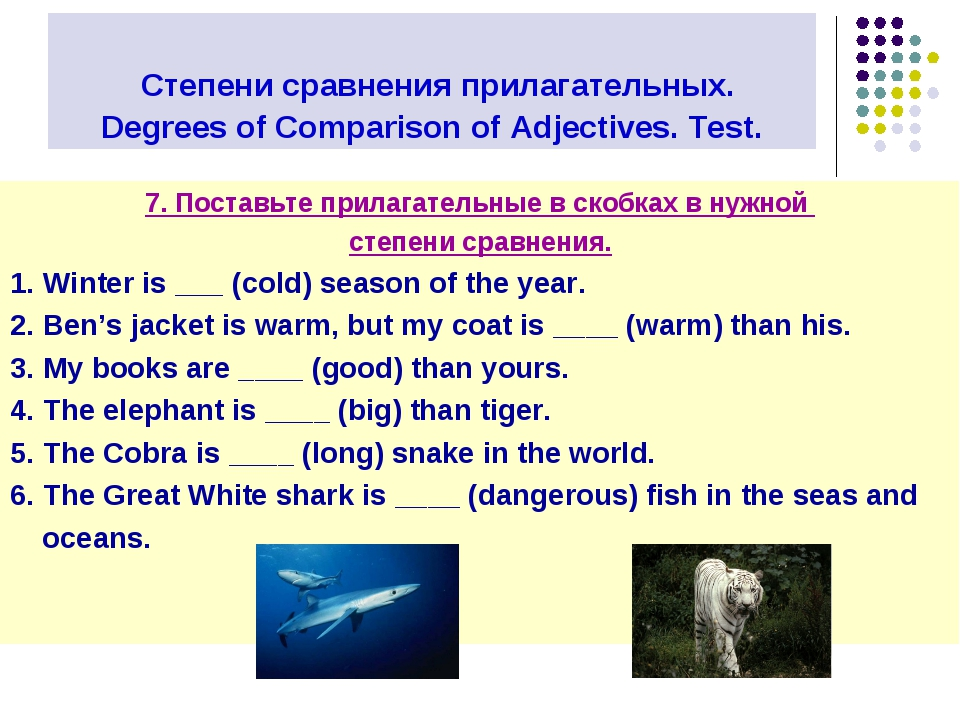 Степени сравнения прилагательных.
Degrees of Comparison of Adjectives. Test.
7. Поставьте прилагательные в скобках в нужной
степени сравнения.
1. Winter is ___ (cold) season of the year.
2. Ben’s jacket is warm, but my coat is ____ (warm) than his.
3. My books are ____ (good) than yours.
4. The elephant is ____ (big) than tiger.
5. The Cobra is ____ (long) snake in the world.
6. The Great White shark is ____ (dangerous) fish in the seas and
oceans.